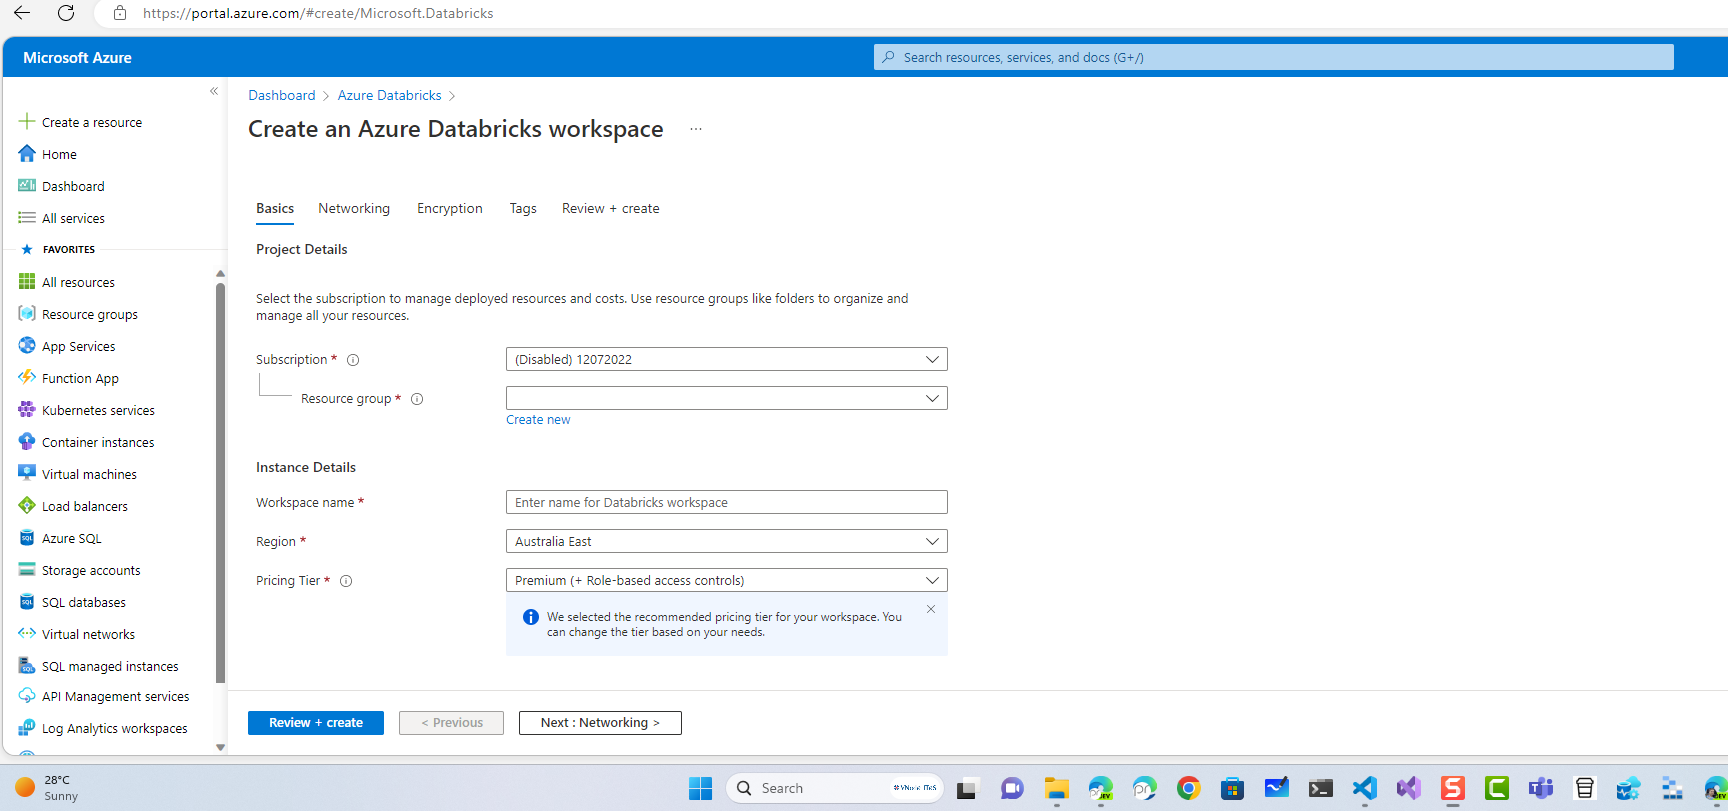 https://portal.azure.com/#create/Microsoft.Databricks
Microsoft Azure
Search resources, services, and docs (G+/)
«
Create a resource
Home
Dashboard
All services
FAVORITES
All resources
Resource groups
App Services
Function App
Kubernetes services
Container instances
Virtual machines
Load balancers
Azure SQL
Storage accounts
SQL databases
Virtual networks
SQL managed instances
API Management services
Log Analytics workspaces
Dashboard > Azure Databricks >
Create an Azure Databricks workspace ...
Basics Networking Encryption Tags Review + create
Project Details
Select the subscription to manage deployed resources and costs. Use resource groups like folders to organize and
manage all your resources.
Subscription * (Disabled) 12072022
Resource group *
Create new
Instance Details
Workspace name * Enter name for Databricks workspace
Region * Australia East
Pricing Tier * Premium (+ Role-based access controls)
We selected the recommended pricing tier for your workspace. You
can change the tier based on your needs.
Review + create < Previous Next : Networking >
28°C
Sunny
Search